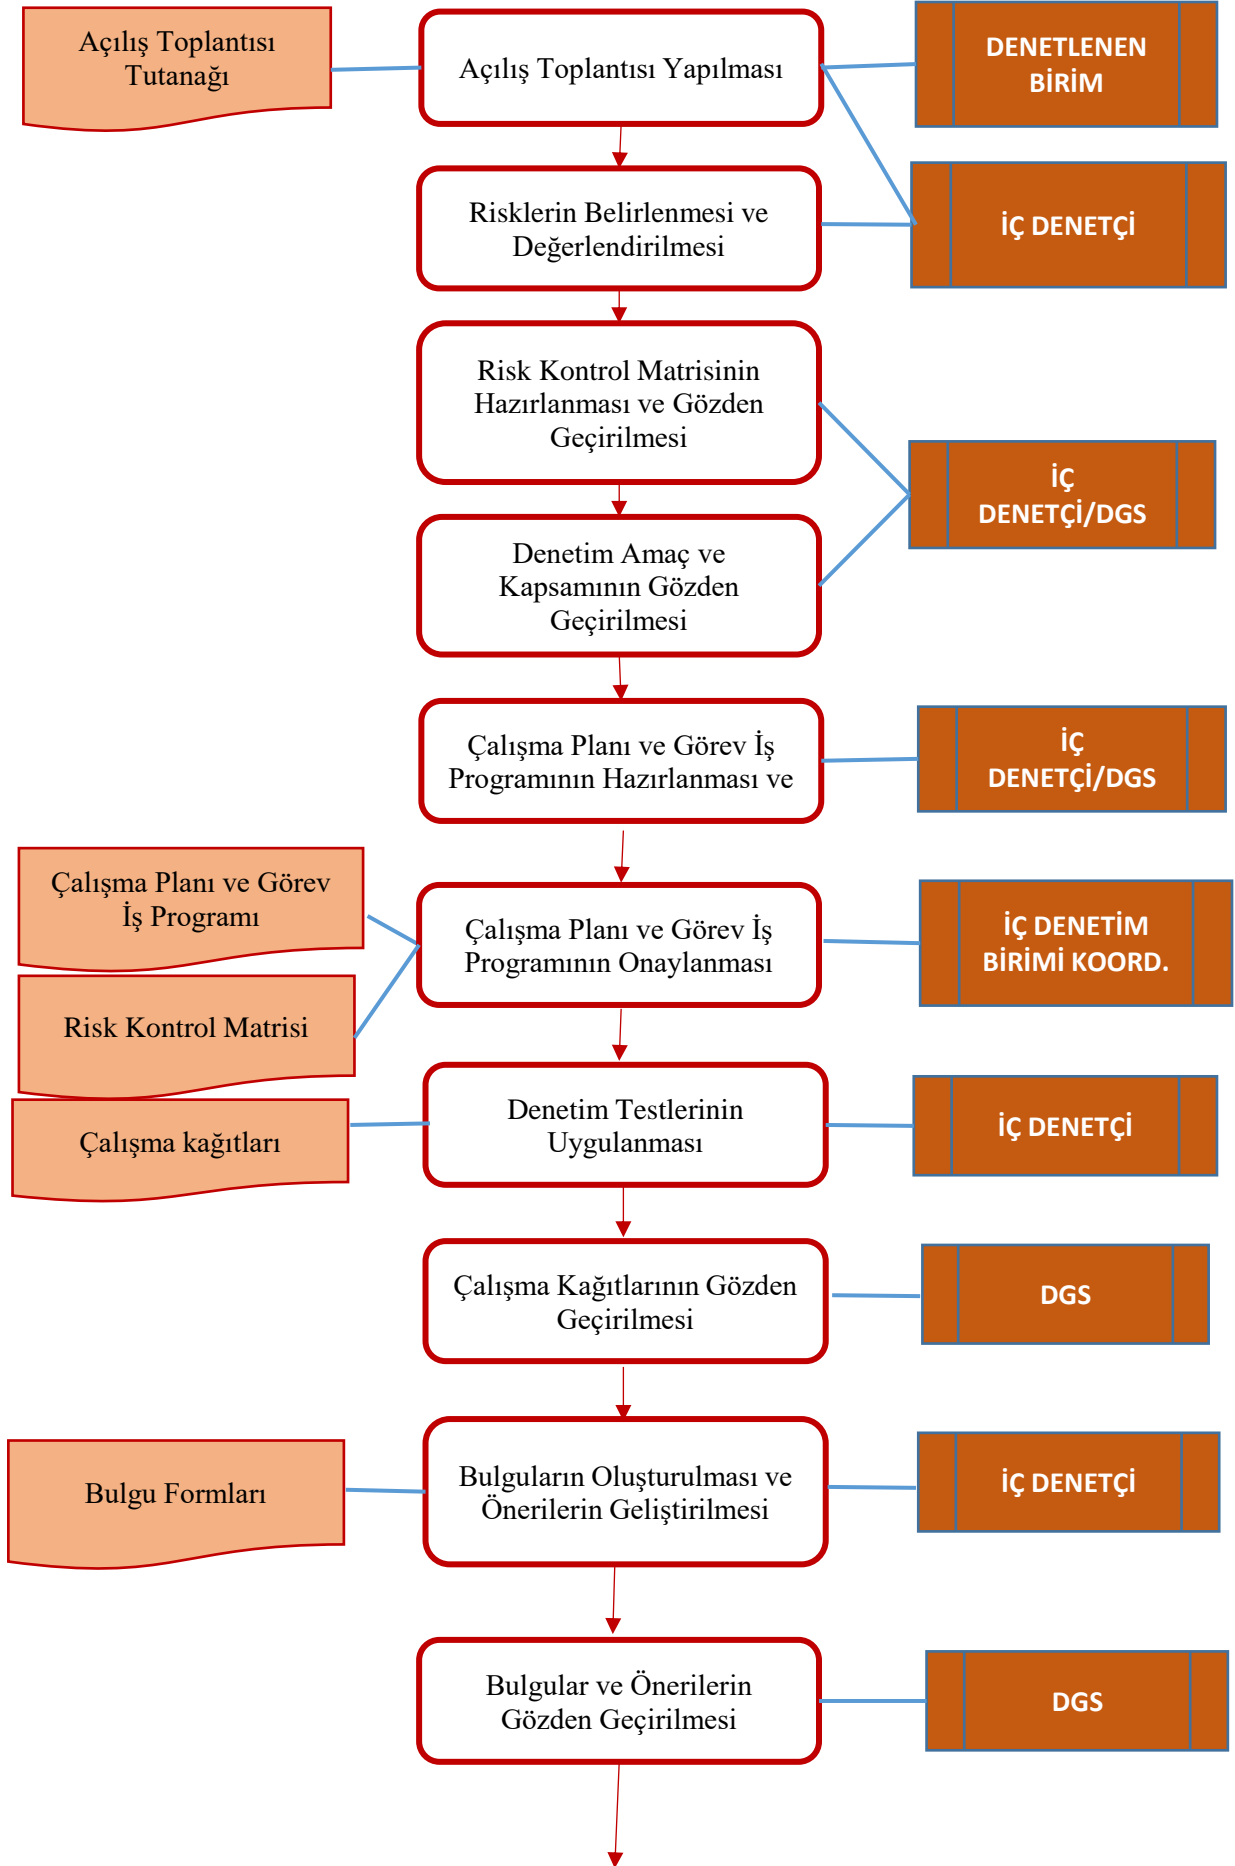 Açılış Toplantısı
Tutanağı
Açılış Toplantısı Yapılması
DENETLENEN
BİRİM
Risklerin Belirlenmesi ve
Değerlendirilmesi
İÇ DENETÇİ
Risk Kontrol Matrisinin
Hazırlanması ve Gözden
Geçirilmesi
İÇ
DENETÇİ/DGS
Denetim Amaç ve
Kapsamının Gözden
Geçirilmesi
Çalışma Planı ve Görev İş
Programının Hazırlanması ve
İÇ
DENETÇİ/DGS
Çalışma Planı ve Görev
İş Programı
Çalışma Planı ve Görev İş
Programının Onaylanması
İÇ DENETİM
BİRİMİ KOORD.
Risk Kontrol Matrisi
Denetim Testlerinin
Uygulanması
Çalışma kağıtları
İÇ DENETÇİ
Çalışma Kağıtlarının Gözden
Geçirilmesi
DGS
Bulgu Formları
Bulguların Oluşturulması ve
Önerilerin Geliştirilmesi
İÇ DENETÇİ
Bulgular ve Önerilerin
Gözden Geçirilmesi
DGS